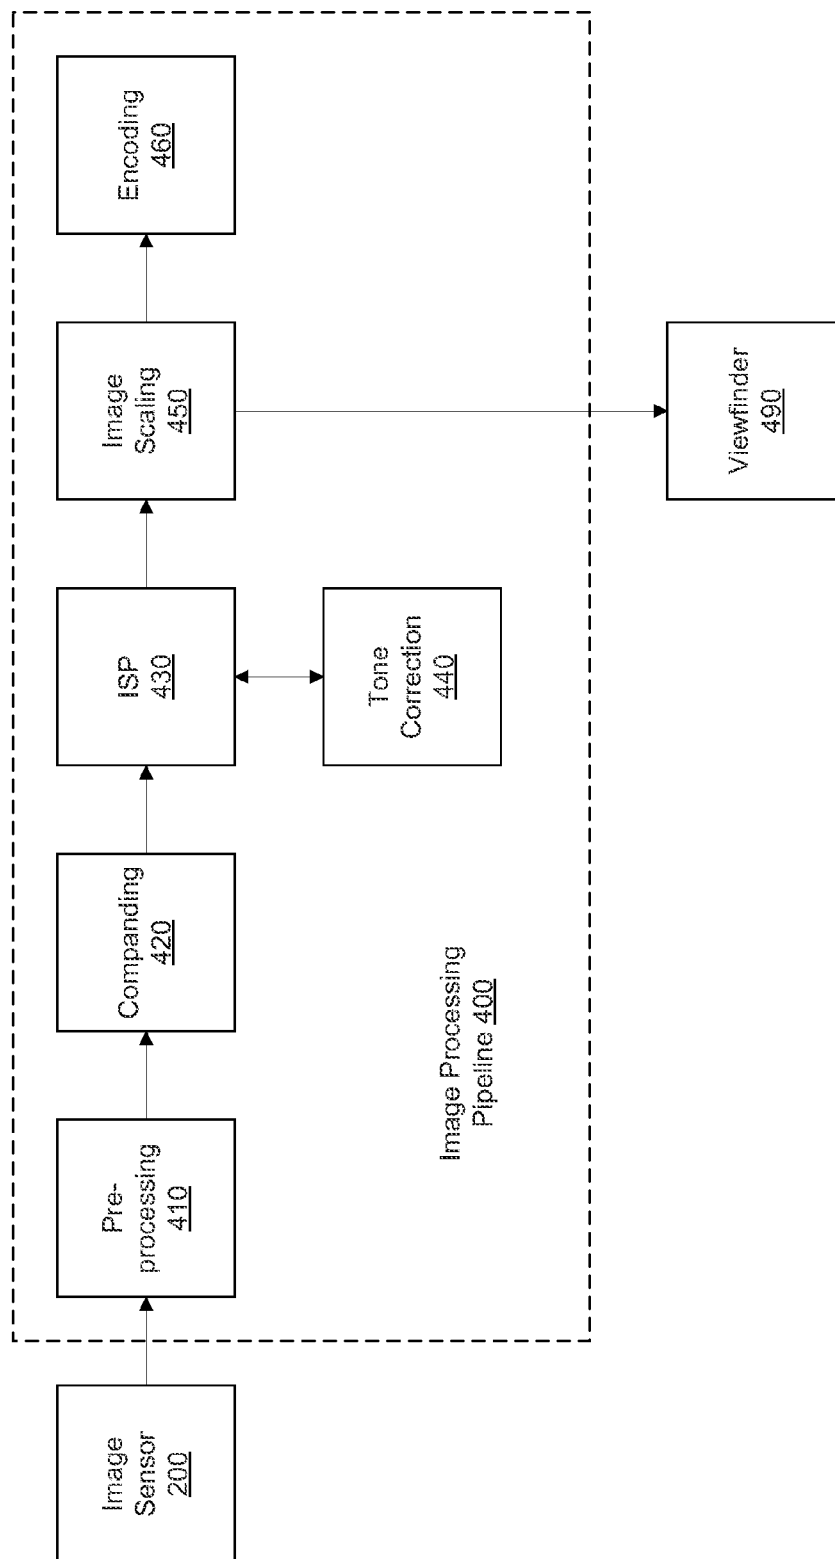 Image
Sensor
200
Pre-
processing
410
Companding
420
ISP
430
Tone
Correction
440
Image
Scaling
450
Encoding
460
Viewfinder
490
Image Processing
Pipeline 400